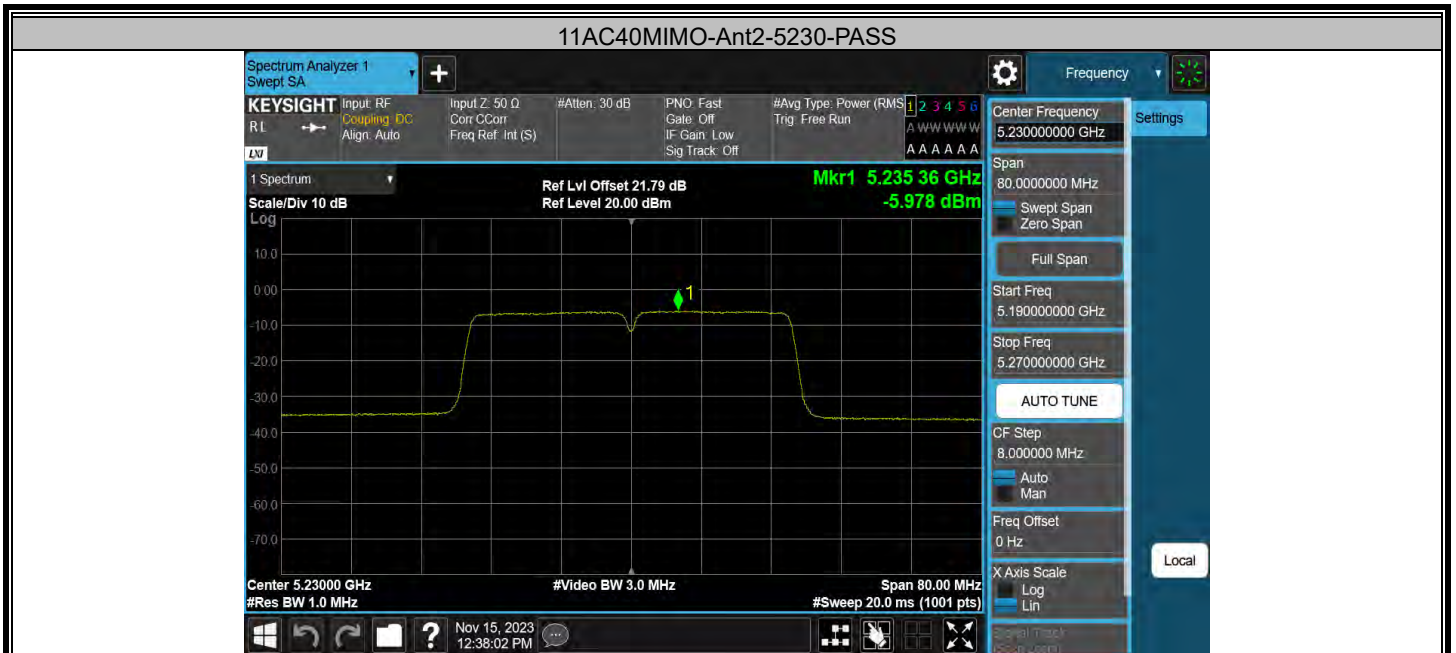 11AC40MIMO-Ant2-5230-PASS
Spectrum Analyzer 1
Swept SA
+
Frequency
KEYSIGHT
RL
LXI
Input: RF
Coupling: DC
Align: Auto
Input Z: 50 Ω
Corr CCorr
Freq Ref: Int (S)
#Atten: 30 dB
PNO: Fast
Gate: Off
IF Gain: Low
Sig Track: Off
#Avg Type: Power (RMS
Trig: Free Run
1 2 3 4 5 6
A W W W W W
A A A A A A
1 Spectrum
Scale/Div 10 dB
Log
Ref Lvl Offset 21.79 dB
Ref Level 20.00 dBm
Mkr1 5.235 36 GHz
-5.978 dBm
10.0
0.00
-10.0
-20.0
-30.0
-40.0
-50.0
-60.0
-70.0
1
Center 5.23000 GHz
#Res BW 1.0 MHz
#Video BW 3.0 MHz
Span 80.00 MHz
#Sweep 20.0 ms (1001 pts)
Center Frequency
5.230000000 GHz
Settings
Span
80.0000000 MHz
Swept Span
Zero Span
Full Span
Start Freq
5.190000000 GHz
Stop Freq
5.270000000 GHz
AUTO TUNE
CF Step
8.000000 MHz
Auto
Man
Freq Offset
0 Hz
X Axis Scale
Log
Lin
Signal Track
Local
?
Nov 15, 2023
12:38:02 PM